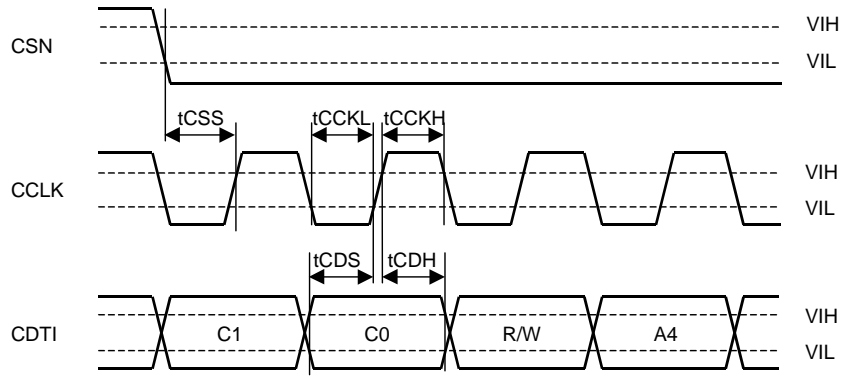 CSN
VIH
VIL
tCSS
tCCKL
tCCKH
CCLK
VIH
VIL
tCDS
tCDH
CDTI
C1
C0
R/W
A4
VIH
VIL